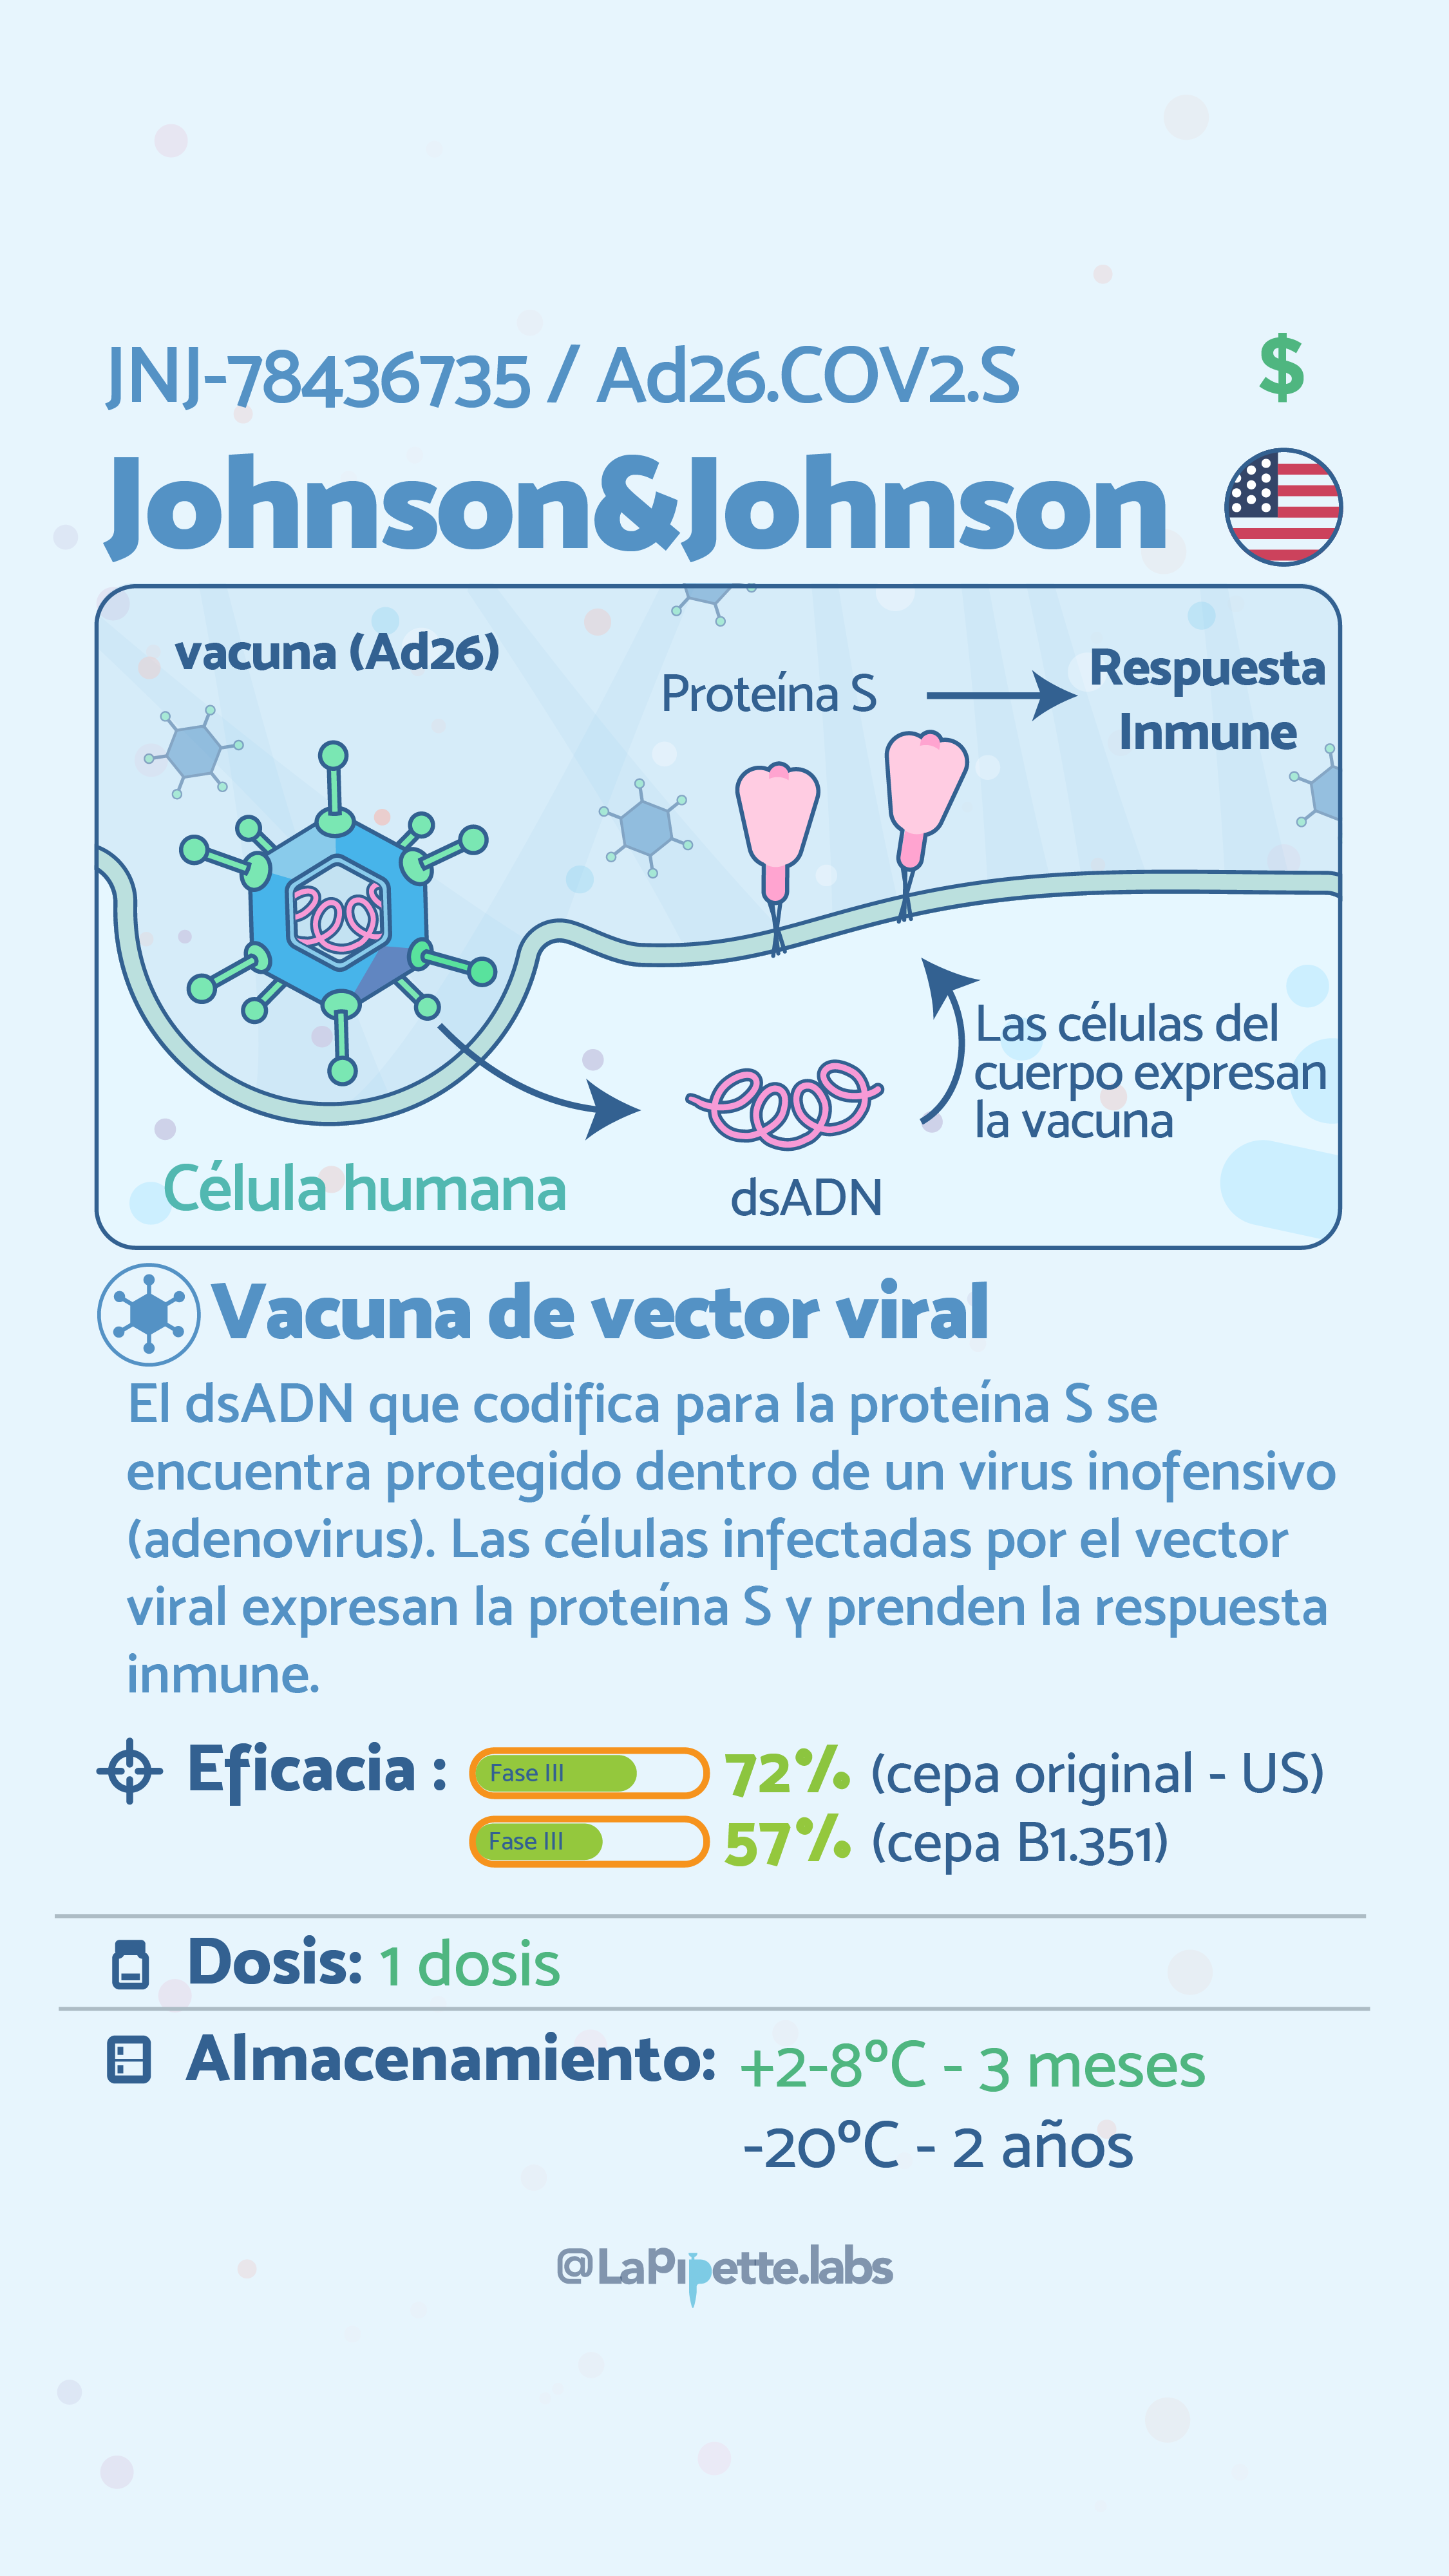 JNJ-78436735 / Ad26.COV2.S
$
Johnson&Johnson
vacuna (Ad26)
Proteína S
Respuesta
Inmune
Las células del
cuerpo expresan
la vacuna
Célula humana
dsADN
Vacuna de vector viral
El dsADN que codifica para la proteína S se
encuentra protegido dentro de un virus inofensivo
(adenovirus). Las células infectadas por el vector
viral expresan la proteína S y prenden la respuesta
inmune.
Eficacia : Fase III 72% (cepa original - US)
Fase III 57% (cepa B1.351)
Dosis: 1 dosis
Almacenamiento: +2-8ºC - 3 meses
-20ºC - 2 años
@LaPipette.labs